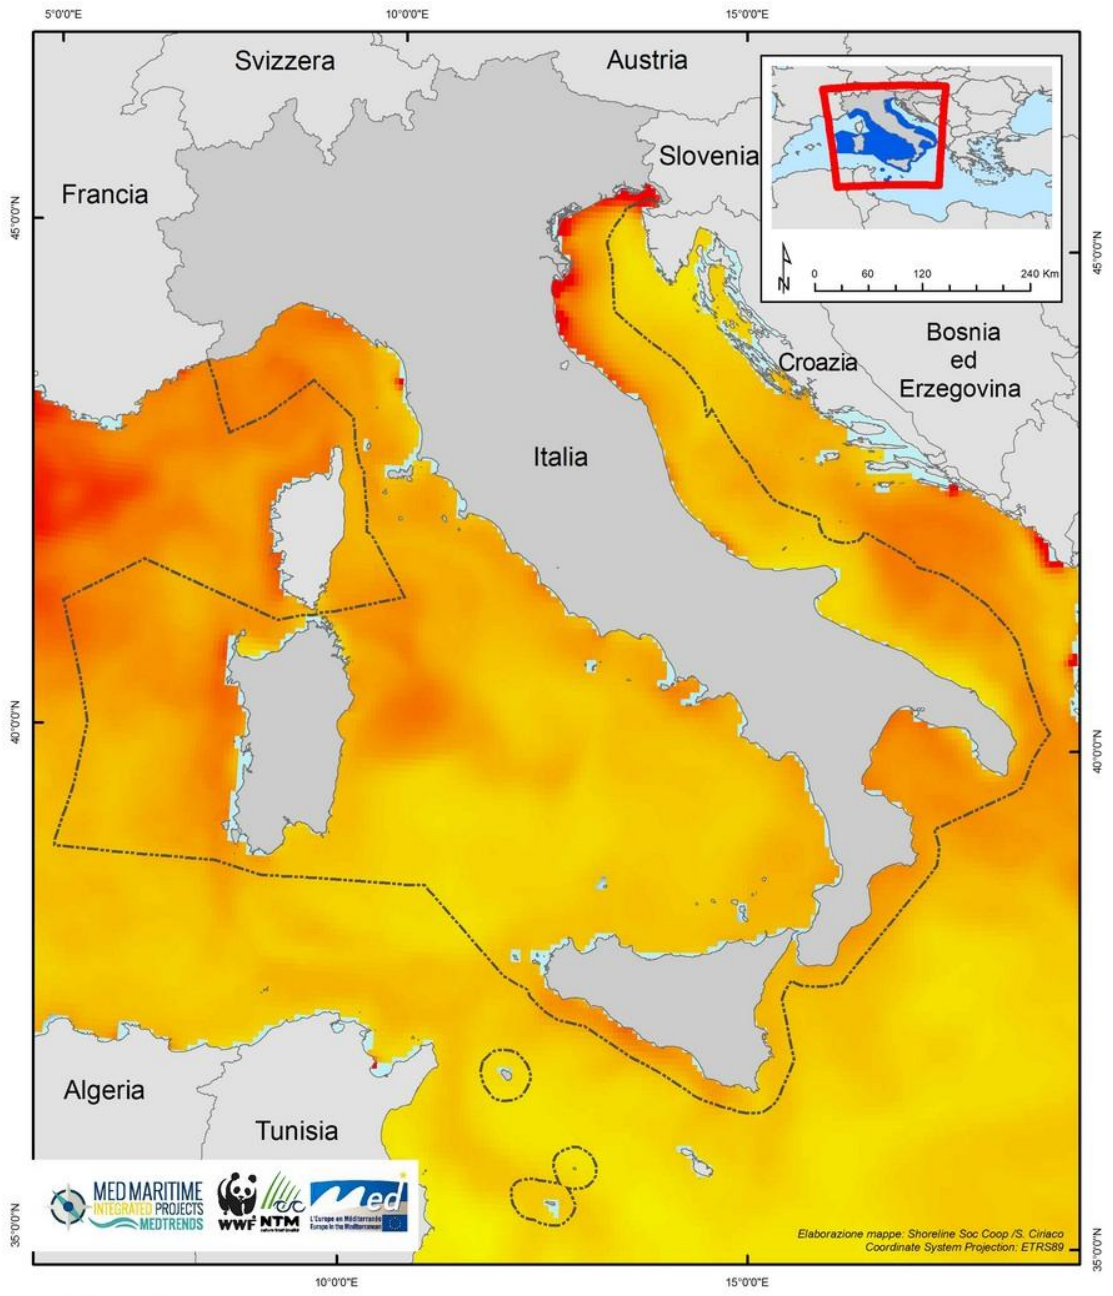 5°0'0"E
10°0'0"E
15°0'0"E
Svizzera
Austria
Slovenia
Francia
45°0'0"N
45°0'0"N
N
0 60 120 240 Km
Bosnia
ed
Erzegovina
Croazia
Italia
40°0'0"N
40°0'0"N
Algeria
Tunisia
MED MARITIME
INTEGRATED PROJECTS
MEDTRENDS
WWF
NTM
Med
L'Europe en Méditerranée
Europe in the Mediterranean
Elaborazione mappe: Shoreline Soc Coop /S. Ciriaco
Coordinate System Projection: ETRS89
35°0'0"N
35°0'0"N
10°0'0"E
15°0'0"E